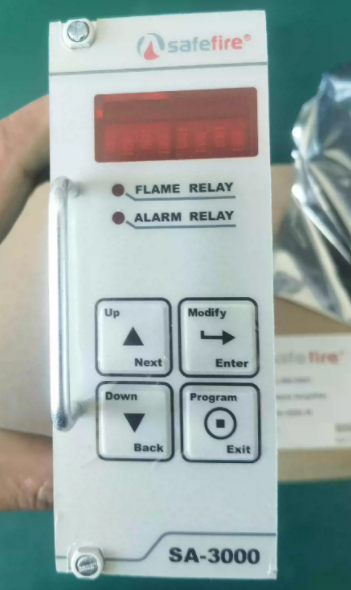 safefire®
FLAME RELAY
ALARM RELAY
Up
Next
Modify
Enter
Down
Back
Program
Exit
SA-3000
safefire®